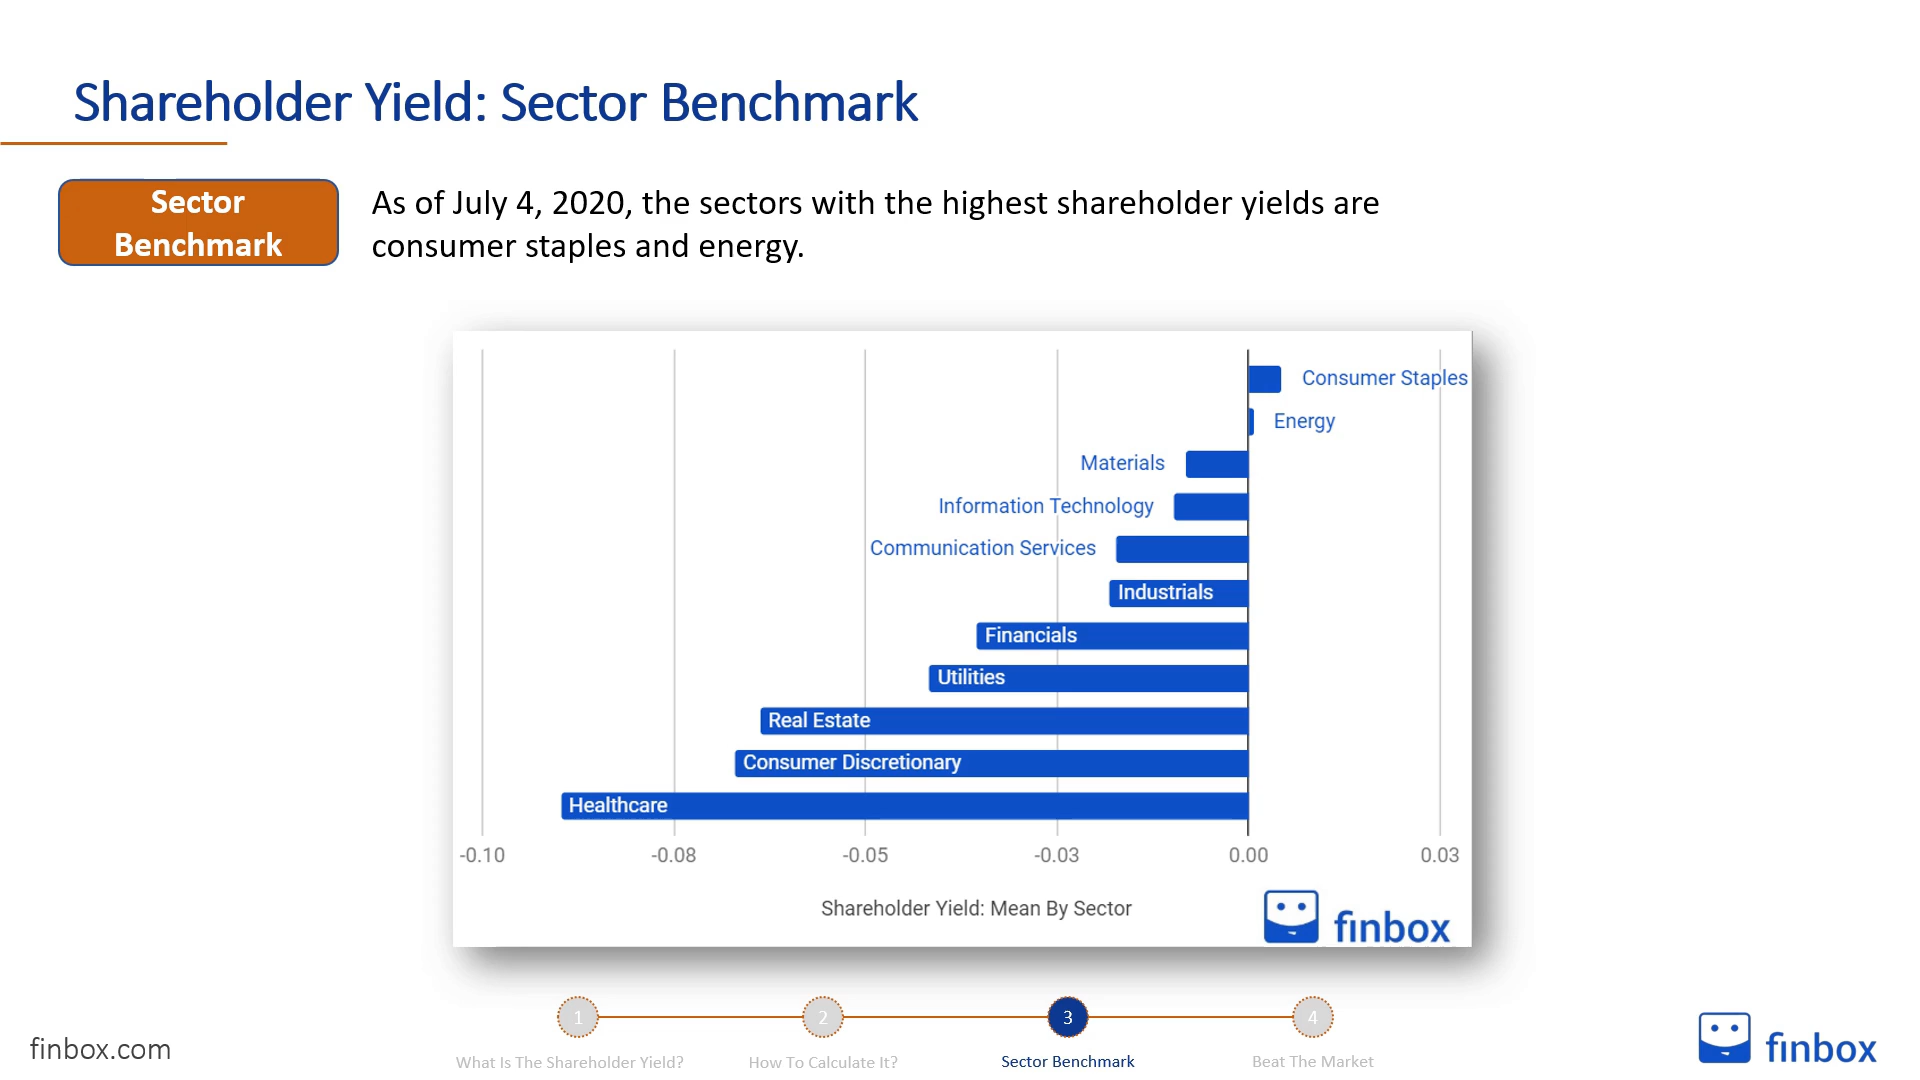 Shareholder Yield: Sector Benchmark
Sector
Benchmark
As of July 4, 2020, the sectors with the highest shareholder yields are
consumer staples and energy.
Consumer Staples
Energy
Materials
Information Technology
Communication Services
Industrials
Financials
Utilities
Real Estate
Consumer Discretionary
Healthcare
-0.10 -0.08 -0.05 -0.03 0.00 0.03
Shareholder Yield: Mean By Sector
finbox
1 2 3 4
What Is The Shareholder Yield? How To Calculate It? Sector Benchmark Beat The Market
finbox.com
finbox